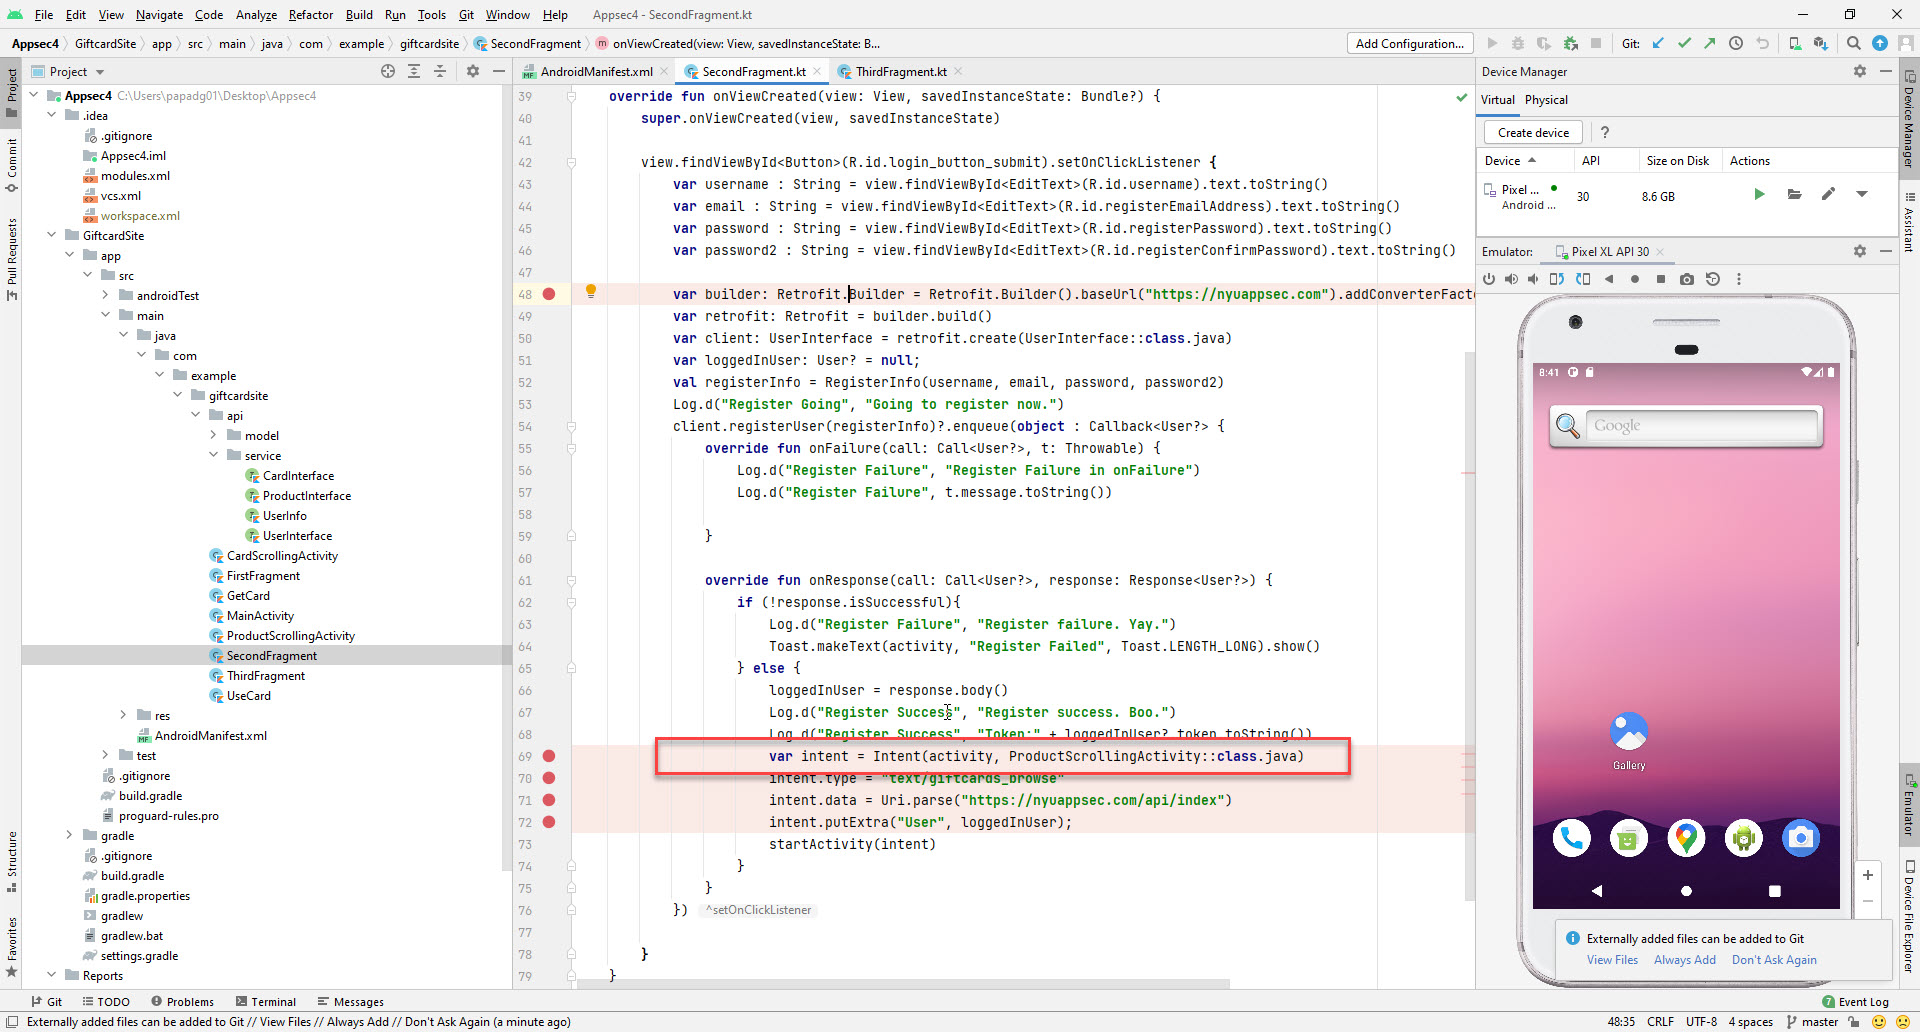 File Edit View Navigate Code Analyze Refactor Build Run Tools Git Window Help Appsec4 - SecondFragment.kt
Appsec4 GiftcardSite app src main java com example giftcardsite SecondFragment m onViewCreated(view: View, savedInstanceState: B... Add Configuration... Git:
Project
AndroidManifest.xml SecondFragment.kt ThirdFragment.kt
Device Manager
Project
Commit
Pull Requests
Structure
Favorites
Appsec4 C:\Users\papadg01\Desktop\Appsec4
.idea
.gitignore
Appsec4.iml
modules.xml
vcs.xml
workspace.xml
GiftcardSite
app
src
androidTest
main
java
com
example
giftcardsite
api
model
service
CardInterface
ProductInterface
UserInfo
UserInterface
CardScrollingActivity
FirstFragment
GetCard
MainActivity
ProductScrollingActivity
SecondFragment
ThirdFragment
UseCard
res
AndroidManifest.xml
test
.gitignore
build.gradle
proguard-rules.pro
gradle
.gitignore
build.gradle
gradle.properties
gradlew
gradlew.bat
settings.gradle
Reports
39 override fun onViewCreated(view: View, savedInstanceState: Bundle?) {
40 super.onViewCreated(view, savedInstanceState)
41
42 view.findViewById<Button>(R.id.login_button_submit).setOnClickListener {
43 var username : String = view.findViewById<EditText>(R.id.username).text.toString()
44 var email : String = view.findViewById<EditText>(R.id.registerEmailAddress).text.toString()
45 var password : String = view.findViewById<EditText>(R.id.registerPassword).text.toString()
46 var password2 : String = view.findViewById<EditText>(R.id.registerConfirmPassword).text.toString()
47
48 var builder: Retrofit.Builder = Retrofit.Builder().baseUrl("https://nyuappsec.com").addConverterFacto
49 var retrofit: Retrofit = builder.build()
50 var client: UserInterface = retrofit.create(UserInterface::class.java)
51 var loggedInUser: User? = null;
52 val registerInfo = RegisterInfo(username, email, password, password2)
53 Log.d("Register Going", "Going to register now.")
54 client.registerUser(registerInfo)?.enqueue(object : Callback<User?> {
55 override fun onFailure(call: Call<User?>, t: Throwable) {
56 Log.d("Register Failure", "Register Failure in onFailure")
57 Log.d("Register Failure", t.message.toString())
58
59 }
60
61 override fun onResponse(call: Call<User?>, response: Response<User?>) {
62 if (!response.isSuccessful){
63 Log.d("Register Failure", "Register failure. Yay.")
64 Toast.makeText(activity, "Register Failed", Toast.LENGTH_LONG).show()
65 } else {
66 loggedInUser = response.body()
67 Log.d("Register Success", "Register success. Boo.")
68 Log.d("Register Success", "Token:" + loggedInUser?.token.toString())
69 var intent = Intent(activity, ProductScrollingActivity::class.java)
70 intent.type = "text/giftcards_browse"
71 intent.data = Uri.parse("https://nyuappsec.com/api/index")
72 intent.putExtra("User", loggedInUser);
73 startActivity(intent)
74 }
75 }
76 }) ^setOnClickListener
77
78 }
79 }
Virtual Physical
Create device ?
Device API Size on Disk Actions
Pixel ... 30 8.6 GB
Android ...
Emulator: Pixel XL API 30
8:41
Google
Gallery
Externally added files can be added to Git
View Files Always Add Don't Ask Again
Device Manager
Assistant
Emulator
Device File Explorer
Git TODO Problems Terminal Messages 7 Event Log
Externally added files can be added to Git // View Files // Always Add // Don't Ask Again (a minute ago) 48:35 CRLF UTF-8 4 spaces master